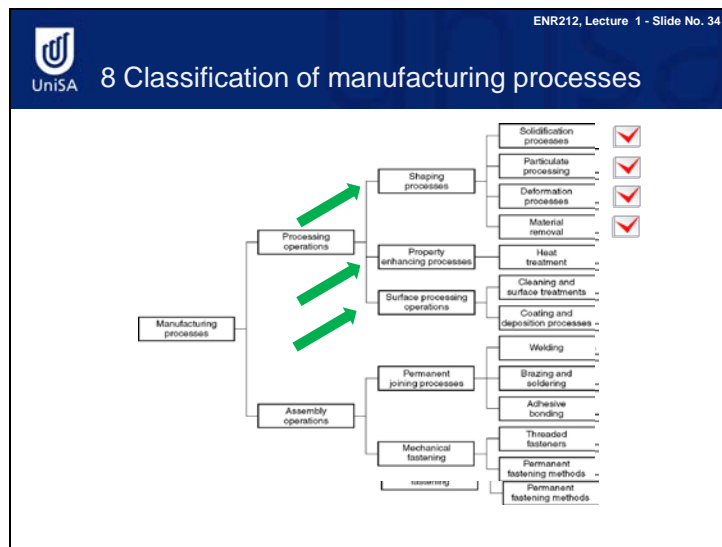 ENR212, Lecture 1 - Slide No. 34
UniSA
8 Classification of manufacturing processes
Solidification
processes
Particulate
processing
Shaping
processes
Deformation
processes
Material
removal
Processing
operations
Property
enhancing processes
Heat
treatment
Surface processing
operations
Cleaning and
surface treatments
Coating and
deposition processes
Manufacturing
processes
Welding
Permanent
joining processes
Brazing and
soldering
Adhesive
bonding
Assembly
operations
Threaded
fasteners
Mechanical
fastening
Permanent
fastening methods
fastening
Permanent
fastening methods